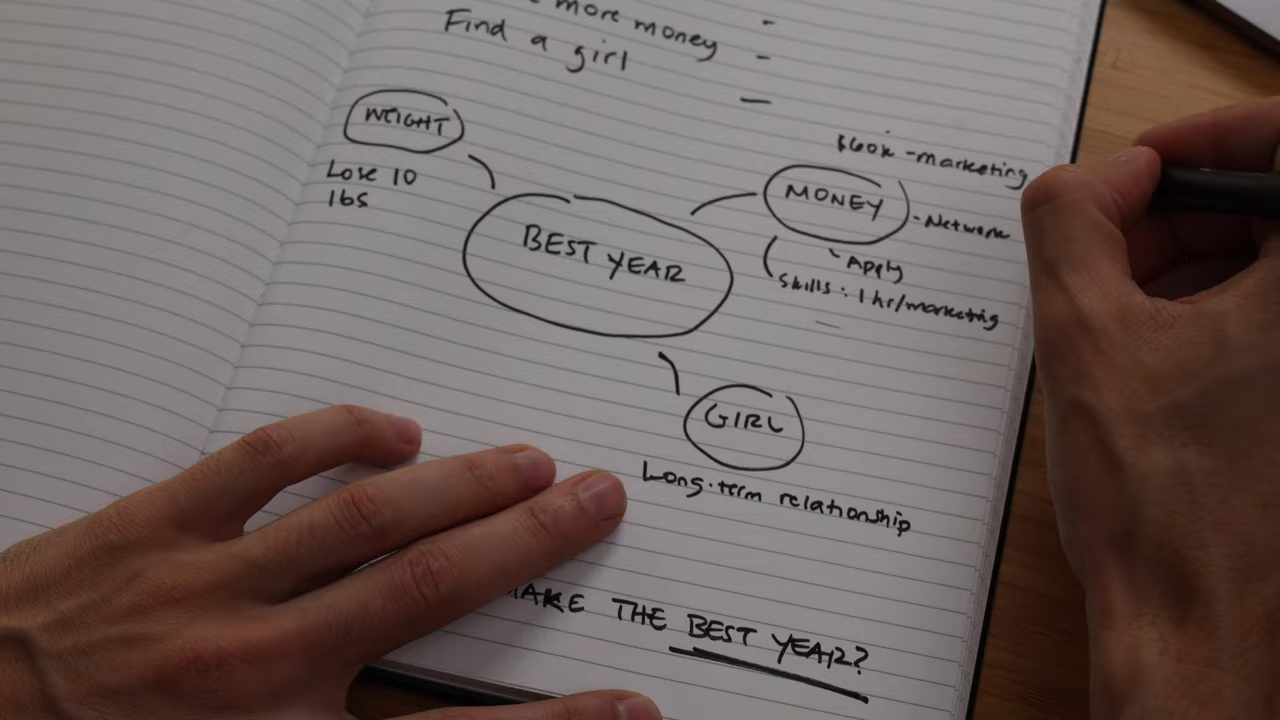 more money
Find a girl
WEIGHT
Lose 10
lbs
BEST YEAR
$60k - marketing
MONEY
- Network
- Apply
Skills : 1 hr/marketing
GIRL
Long-term relationship
MAKE THE BEST YEAR?